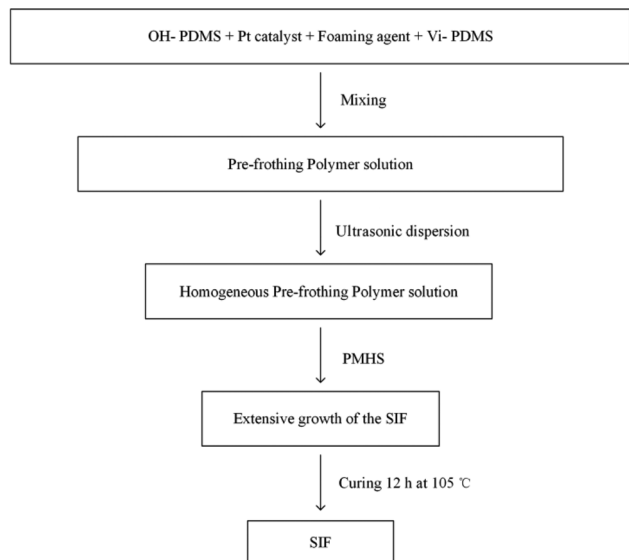 OH- PDMS + Pt catalyst + Foaming agent + Vi- PDMS
Mixing
Pre-frothing Polymer solution
Ultrasonic dispersion
Homogeneous Pre-frothing Polymer solution
PMHS
Extensive growth of the SIF
Curing 12 h at 105 ℃
SIF